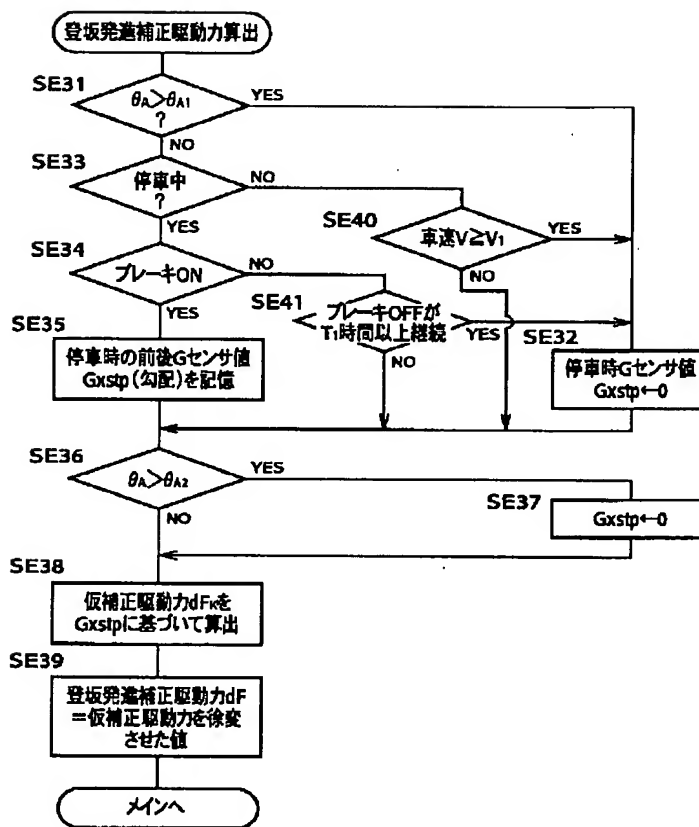 登坂発進補正駆動力算出
SE31
θA>θA1
?
YES
NO
SE33
停車中
?
NO
YES
SE40
車速V≧V1
YES
NO
SE34
ブレーキON
NO
YES
SE41
ブレーキOFFが
T1時間以上継続
YES
NO
SE35
停車時の前後Gセンサ値
Gxstp(勾配)を記憶
SE32
停車時Gセンサ値
Gxstp←0
SE36
θA>θA2
YES
NO
SE37
Gxstp←0
SE38
仮補正駆動力dFKを
Gxstpに基づいて算出
SE39
登坂発進補正駆動力dF
=仮補正駆動力を徐変
させた値
メインへ